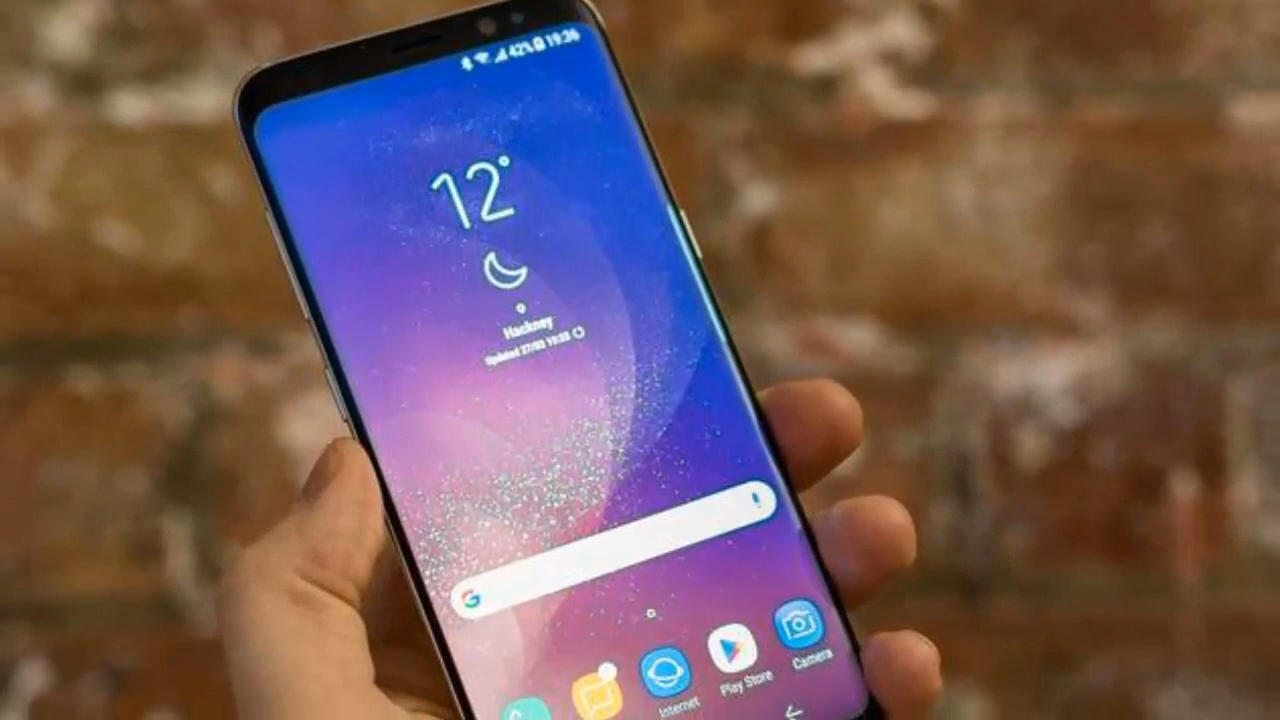 42% 19:36
12°
Hackney
Updated 27/03 19:33
G
Internet
Play Store
Camera